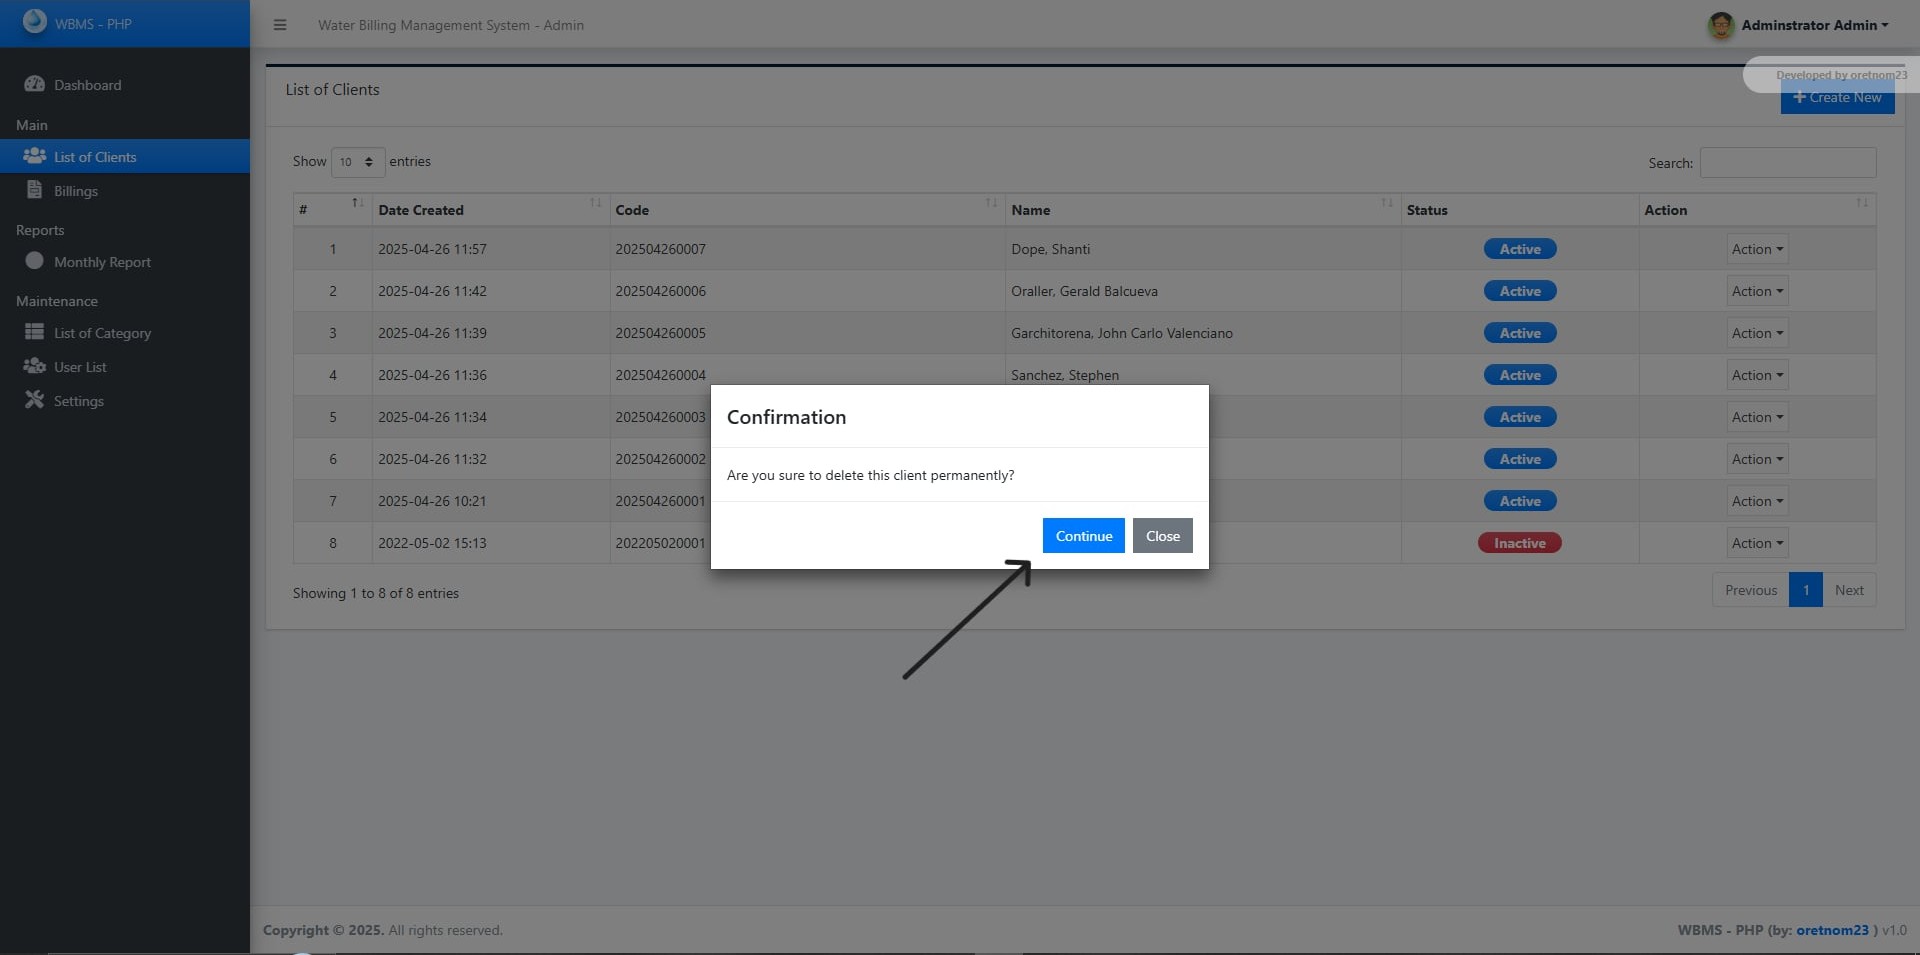 WBMS - PHP
Water Billing Management System - Admin
Adminstrator Admin
Developed by oretnom23
Dashboard
Main
List of Clients
Billings
Reports
Monthly Report
Maintenance
List of Category
User List
Settings
List of Clients
Create New
Show 10 entries
Search:
# Date Created Code Name Status Action
1 2025-04-26 11:57 202504260007 Dope, Shanti Active Action
2 2025-04-26 11:42 202504260006 Oraller, Gerald Balcueva Active Action
3 2025-04-26 11:39 202504260005 Garchitorena, John Carlo Valenciano Active Action
4 2025-04-26 11:36 202504260004 Sanchez, Stephen Active Action
5 2025-04-26 11:34 202504260003 Active Action
6 2025-04-26 11:32 202504260002 Active Action
7 2025-04-26 10:21 202504260001 Active Action
8 2022-05-02 15:13 202205020001 Inactive Action
Confirmation
Are you sure to delete this client permanently?
Continue Close
Showing 1 to 8 of 8 entries
Previous 1 Next
Copyright © 2025. All rights reserved.
WBMS - PHP (by: oretnom23 ) v1.0